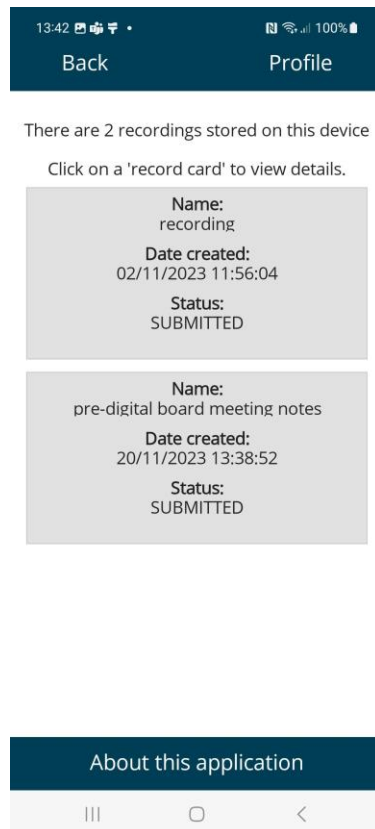 13:42
100%
Back Profile
There are 2 recordings stored on this device
Click on a 'record card' to view details.
Name:
recording
Date created:
02/11/2023 11:56:04
Status:
SUBMITTED
Name:
pre-digital board meeting notes
Date created:
20/11/2023 13:38:52
Status:
SUBMITTED
About this application